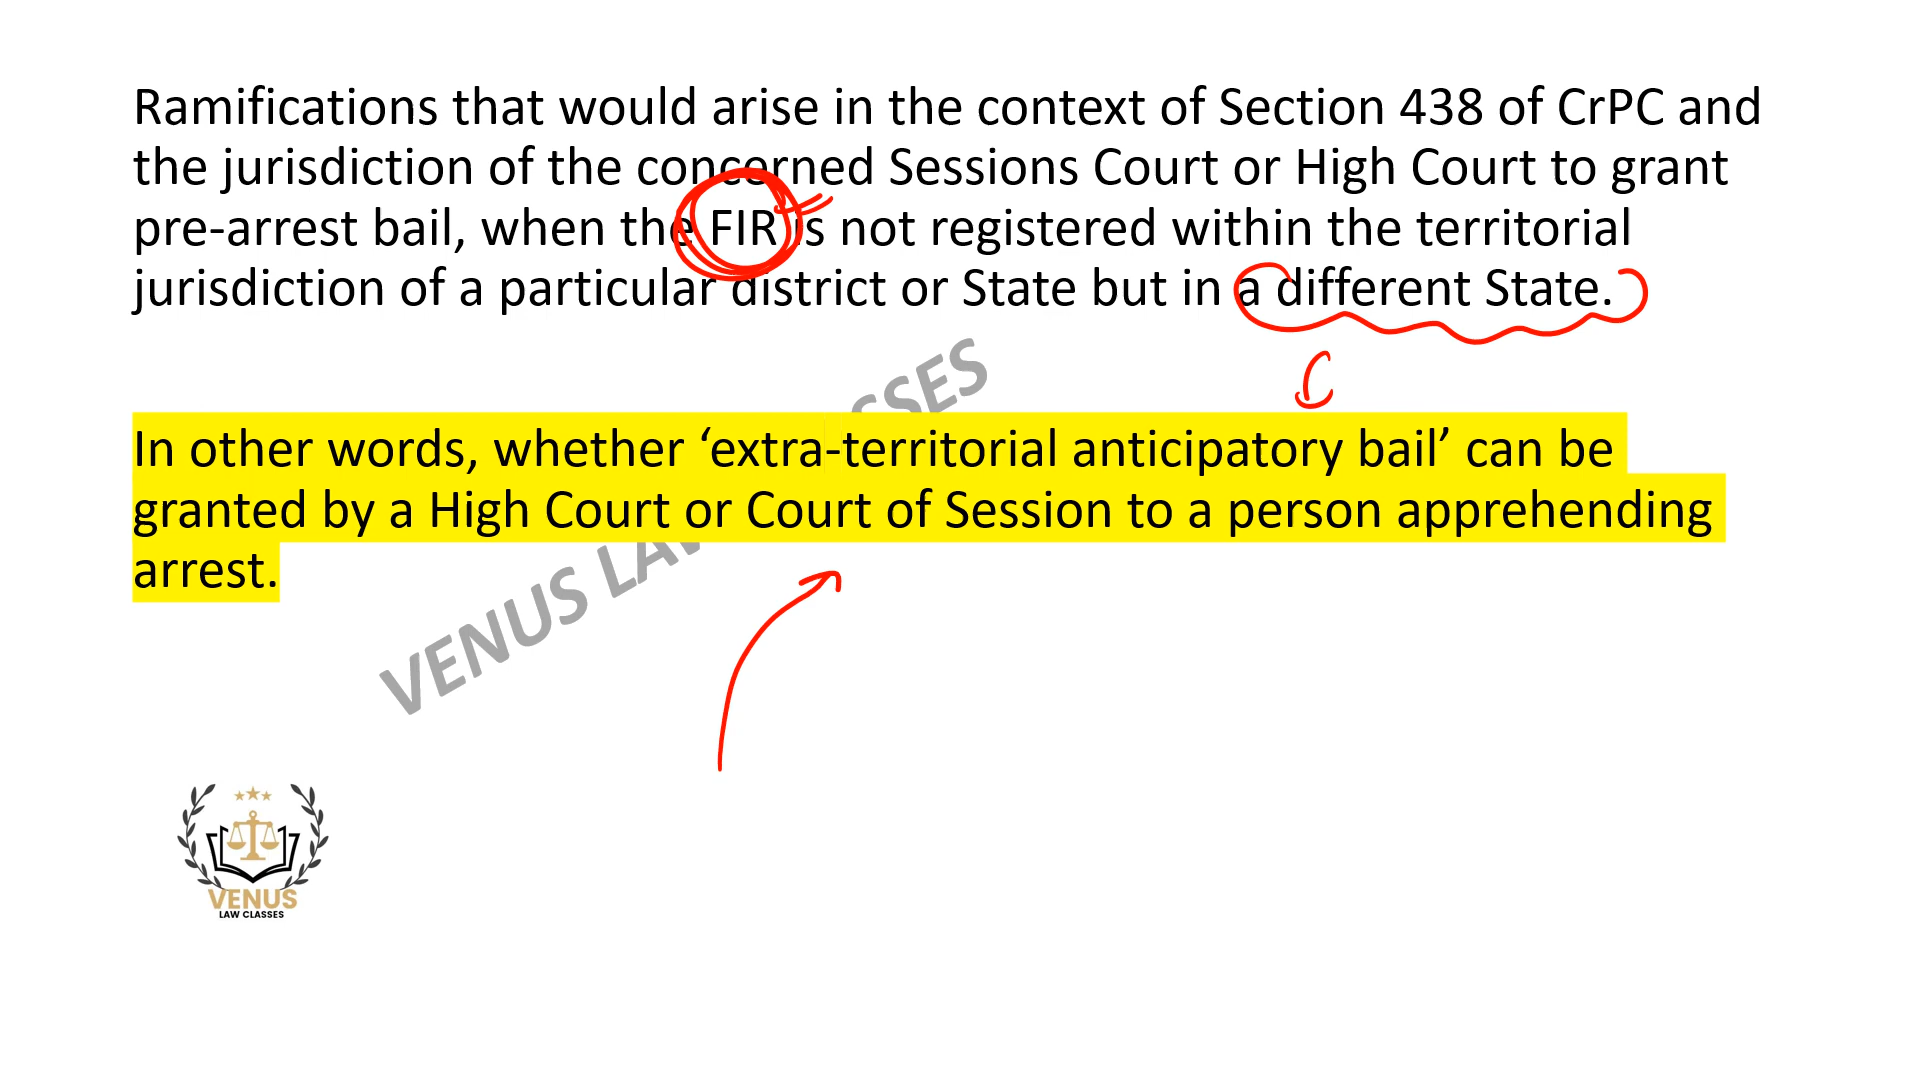 Ramifications that would arise in the context of Section 438 of CrPC and
the jurisdiction of the concerned Sessions Court or High Court to grant
pre-arrest bail, when the FIR is not registered within the territorial
jurisdiction of a particular district or State but in a different State.
In other words, whether ‘extra-territorial anticipatory bail’ can be
granted by a High Court or Court of Session to a person apprehending
arrest.
VENUS LAW CLASSES
VENUS
LAW CLASSES